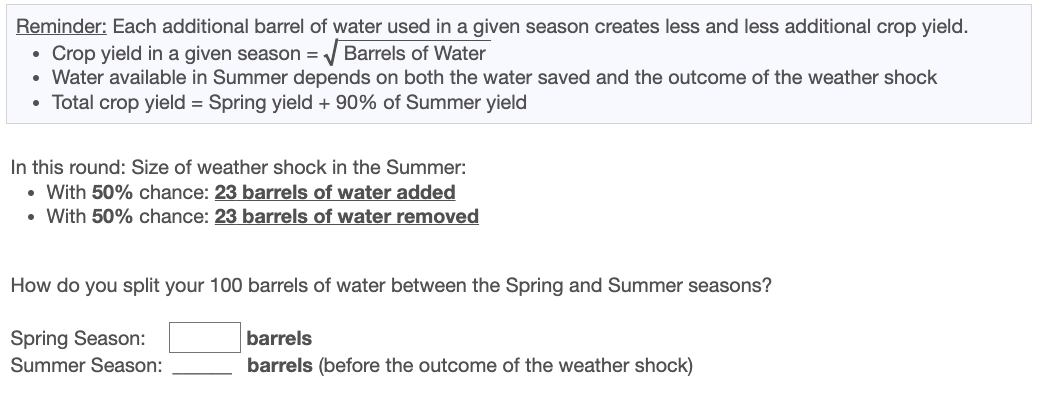 Reminder: Each additional barrel of water used in a given season creates less and less additional crop yield.
• Crop yield in a given season = √ Barrels of Water
• Water available in Summer depends on both the water saved and the outcome of the weather shock
• Total crop yield = Spring yield + 90% of Summer yield
In this round: Size of weather shock in the Summer:
• With 50% chance: 23 barrels of water added
• With 50% chance: 23 barrels of water removed
How do you split your 100 barrels of water between the Spring and Summer seasons?
Spring Season: barrels
Summer Season: ______ barrels (before the outcome of the weather shock)